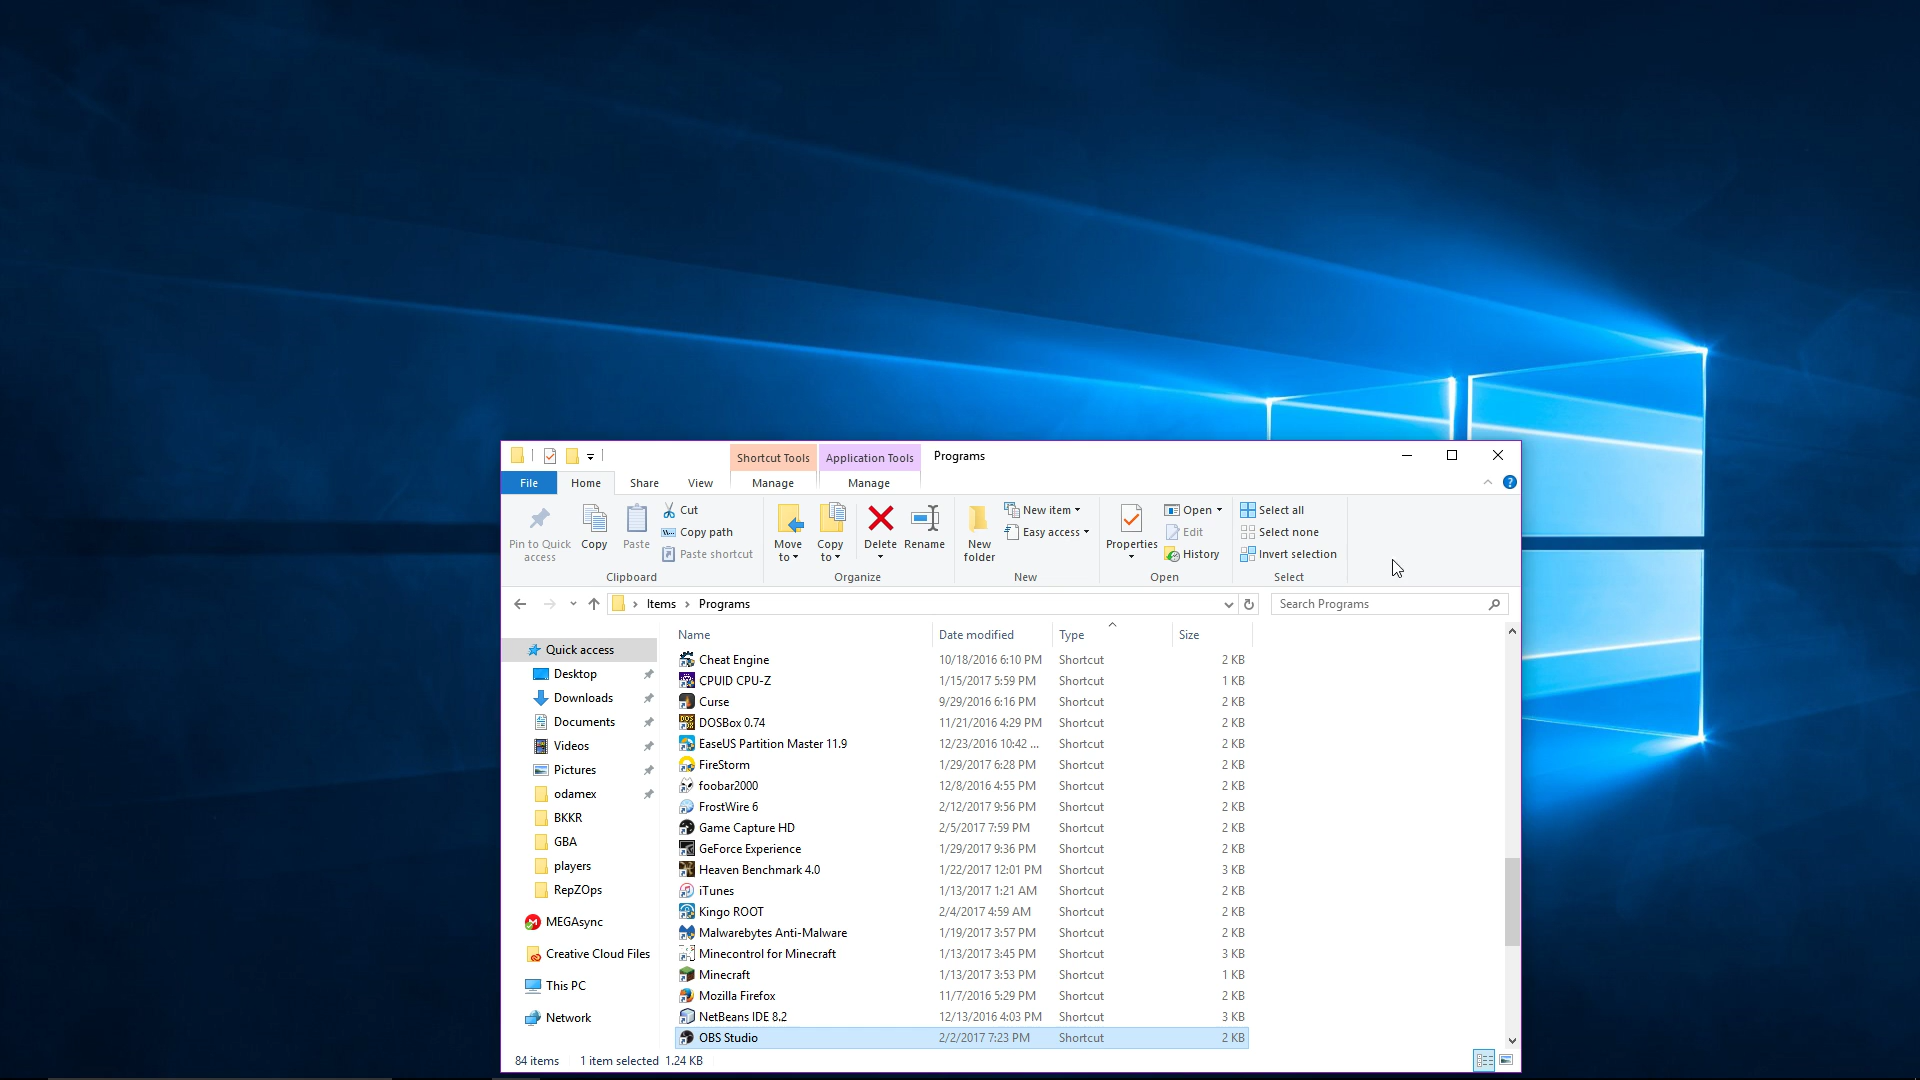 Shortcut Tools Application Tools Programs
File Home Share View Manage Manage
Pin to Quick access
Copy
Paste
Cut
Copy path
Paste shortcut
Clipboard
Move to
Copy to
Delete
Rename
Organize
New folder
New item
Easy access
New
Properties
Open
Edit
History
Open
Select all
Select none
Invert selection
Select
Items Programs
Search Programs
Quick access
Desktop
Downloads
Documents
Videos
Pictures
odamex
BKKR
GBA
players
RepZOps
MEGAsync
Creative Cloud Files
This PC
Network
Name Date modified Type Size
Cheat Engine 10/18/2016 6:10 PM Shortcut 2 KB
CPUID CPU-Z 1/15/2017 5:59 PM Shortcut 1 KB
Curse 9/29/2016 6:16 PM Shortcut 2 KB
DOSBox 0.74 11/21/2016 4:29 PM Shortcut 2 KB
EaseUS Partition Master 11.9 12/23/2016 10:42 ... Shortcut 2 KB
FireStorm 1/29/2017 6:28 PM Shortcut 2 KB
foobar2000 12/8/2016 4:55 PM Shortcut 2 KB
FrostWire 6 2/12/2017 9:56 PM Shortcut 2 KB
Game Capture HD 2/5/2017 7:59 PM Shortcut 2 KB
GeForce Experience 1/29/2017 9:36 PM Shortcut 2 KB
Heaven Benchmark 4.0 1/22/2017 12:01 PM Shortcut 3 KB
iTunes 1/13/2017 1:21 AM Shortcut 2 KB
Kingo ROOT 2/4/2017 4:59 AM Shortcut 2 KB
Malwarebytes Anti-Malware 1/19/2017 3:57 PM Shortcut 2 KB
Minecontrol for Minecraft 1/13/2017 3:45 PM Shortcut 3 KB
Minecraft 1/13/2017 3:53 PM Shortcut 1 KB
Mozilla Firefox 11/7/2016 5:29 PM Shortcut 2 KB
NetBeans IDE 8.2 12/13/2016 4:03 PM Shortcut 3 KB
OBS Studio 2/2/2017 7:23 PM Shortcut 2 KB
84 items 1 item selected 1.24 KB